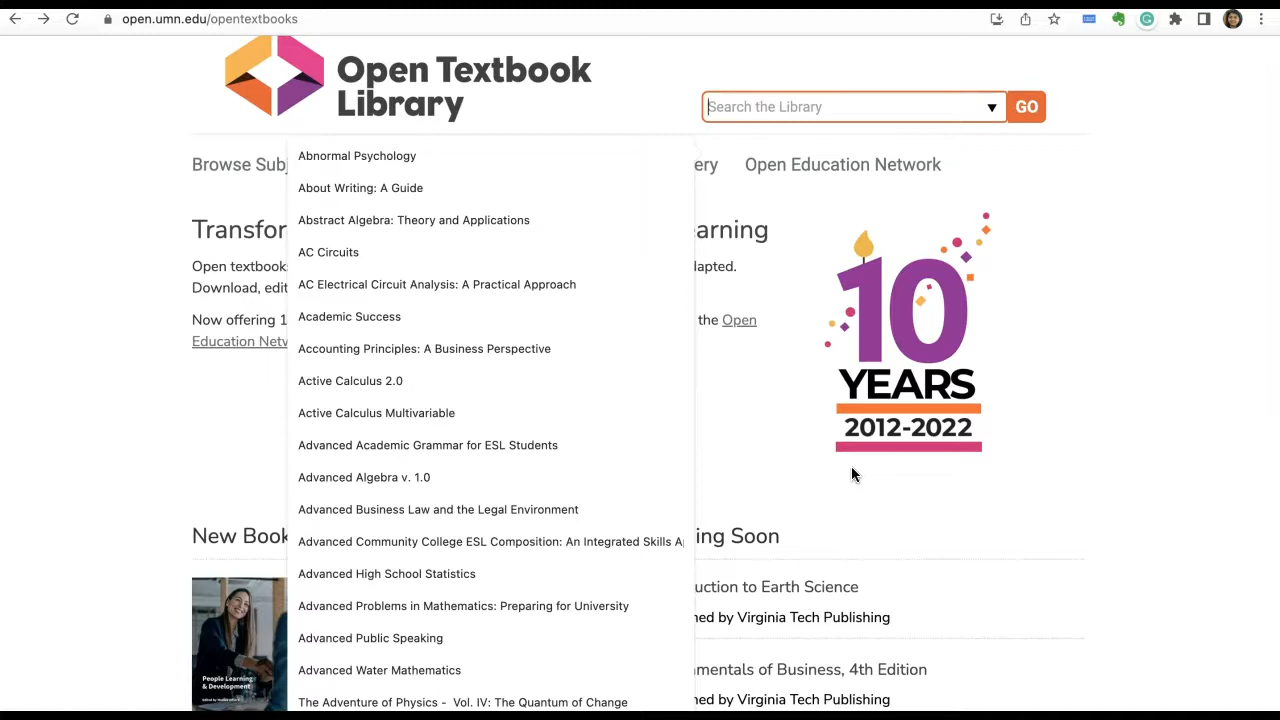 open.umn.edu/opentextbooks
Open Textbook
Library
Search the Library
GO
Browse Subj
ery
Open Education Network
Abnormal Psychology
About Writing: A Guide
Abstract Algebra: Theory and Applications
AC Circuits
AC Electrical Circuit Analysis: A Practical Approach
Academic Success
Accounting Principles: A Business Perspective
Active Calculus 2.0
Active Calculus Multivariable
Advanced Academic Grammar for ESL Students
Advanced Algebra v. 1.0
Advanced Business Law and the Legal Environment
Advanced Community College ESL Composition: An Integrated Skills A
Advanced High School Statistics
Advanced Problems in Mathematics: Preparing for University
Advanced Public Speaking
Advanced Water Mathematics
The Adventure of Physics - Vol. IV: The Quantum of Change
Transfor
arning
Open textbooks
lapted.
Download, edit
Now offering 1
the Open
Education Netw
10
YEARS
2012-2022
New Book
ing Soon
People Learning
& Development
uction to Earth Science
ned by Virginia Tech Publishing
mentals of Business, 4th Edition
ned by Virginia Tech Publishing